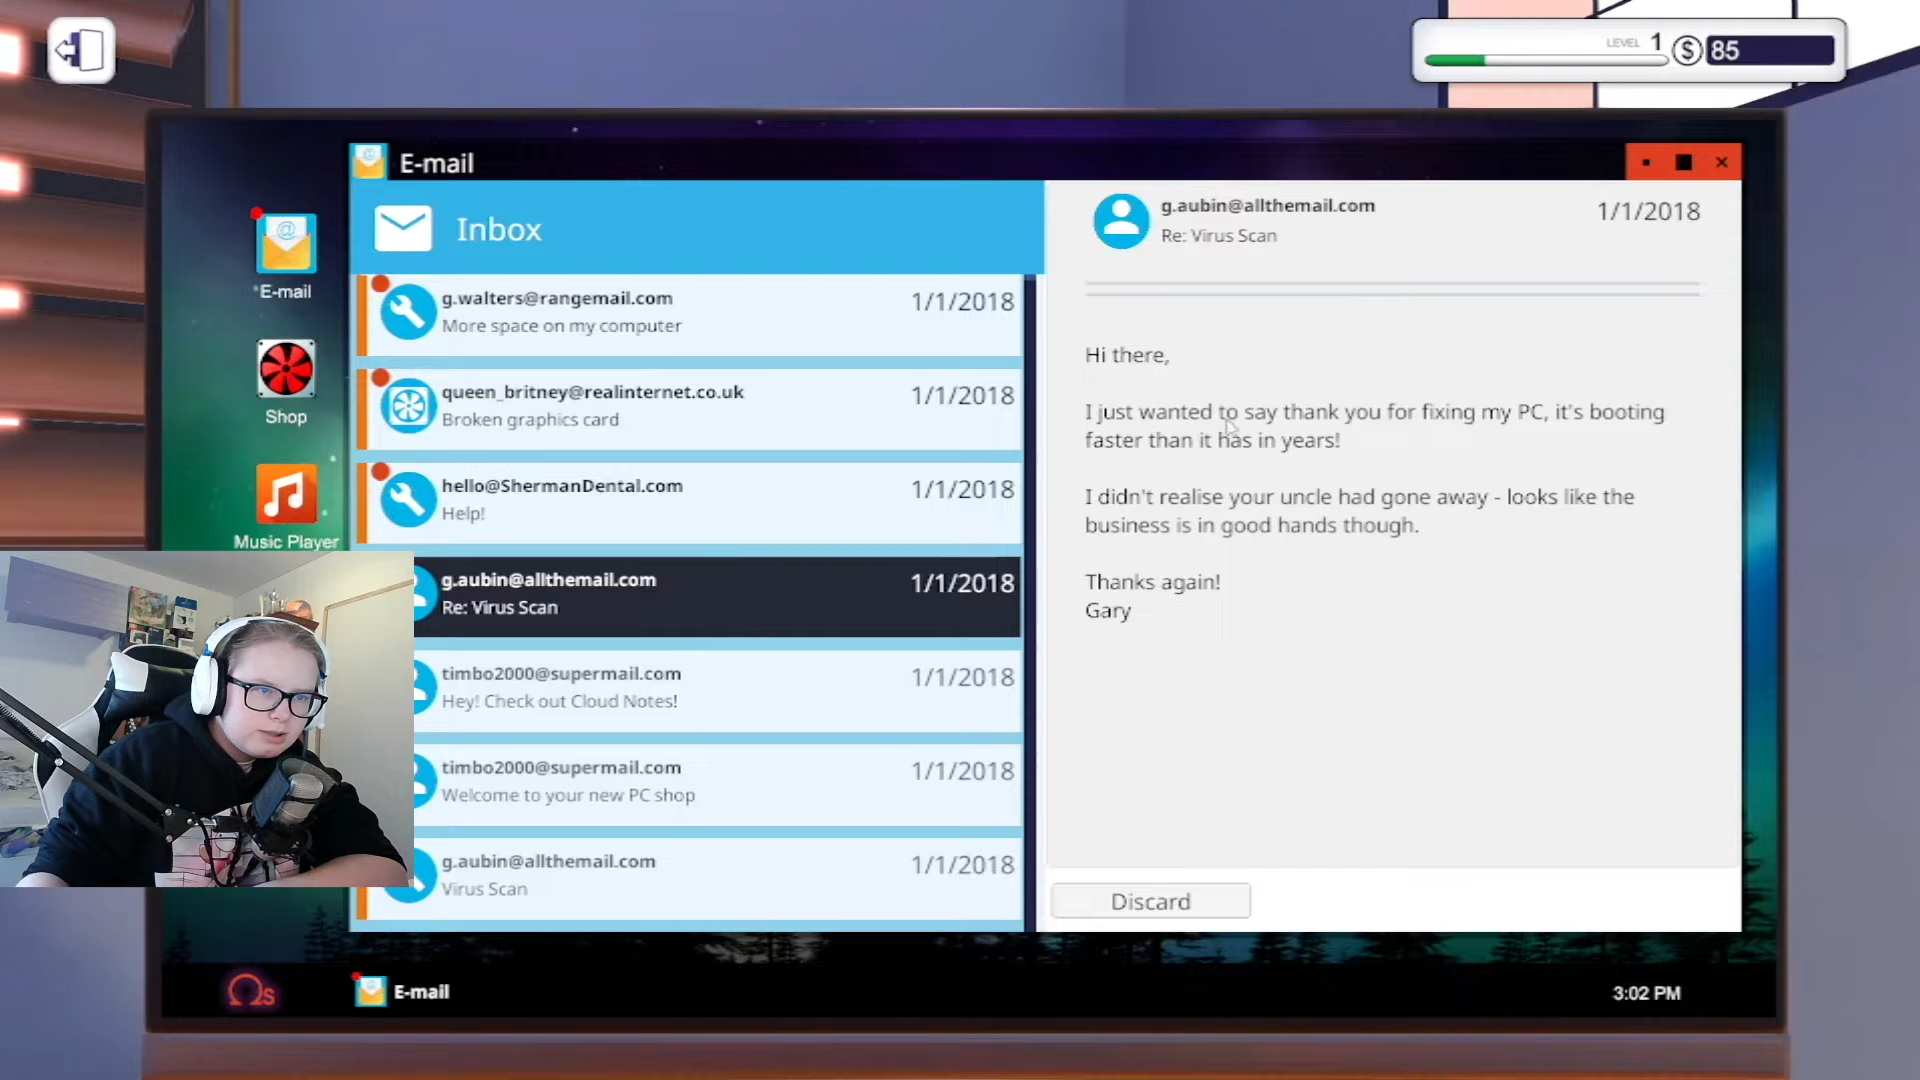 LEVEL 1 $ 85
E-mail
Inbox
g.walters@rangemail.com 1/1/2018
More space on my computer
queen_britney@realinternet.co.uk 1/1/2018
Broken graphics card
hello@ShermanDental.com 1/1/2018
Help!
g.aubin@allthemail.com 1/1/2018
Re: Virus Scan
timbo2000@supermail.com 1/1/2018
Hey! Check out Cloud Notes!
timbo2000@supermail.com 1/1/2018
Welcome to your new PC shop
g.aubin@allthemail.com 1/1/2018
Virus Scan
E-mail
Shop
Music Player
g.aubin@allthemail.com 1/1/2018
Re: Virus Scan
Hi there,
I just wanted to say thank you for fixing my PC, it's booting
faster than it has in years!
I didn't realise your uncle had gone away - looks like the
business is in good hands though.
Thanks again!
Gary
Discard
Ωs
E-mail
3:02 PM